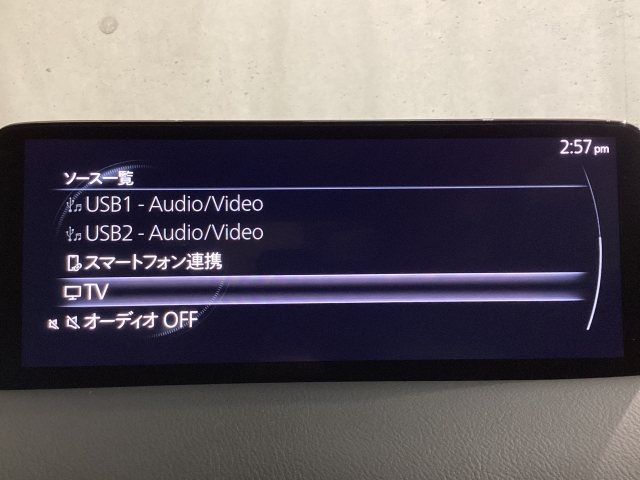 2:57 pm
ソース一覧
USB1 - Audio/Video
USB2 - Audio/Video
スマートフォン連携
TV
オーディオ OFF